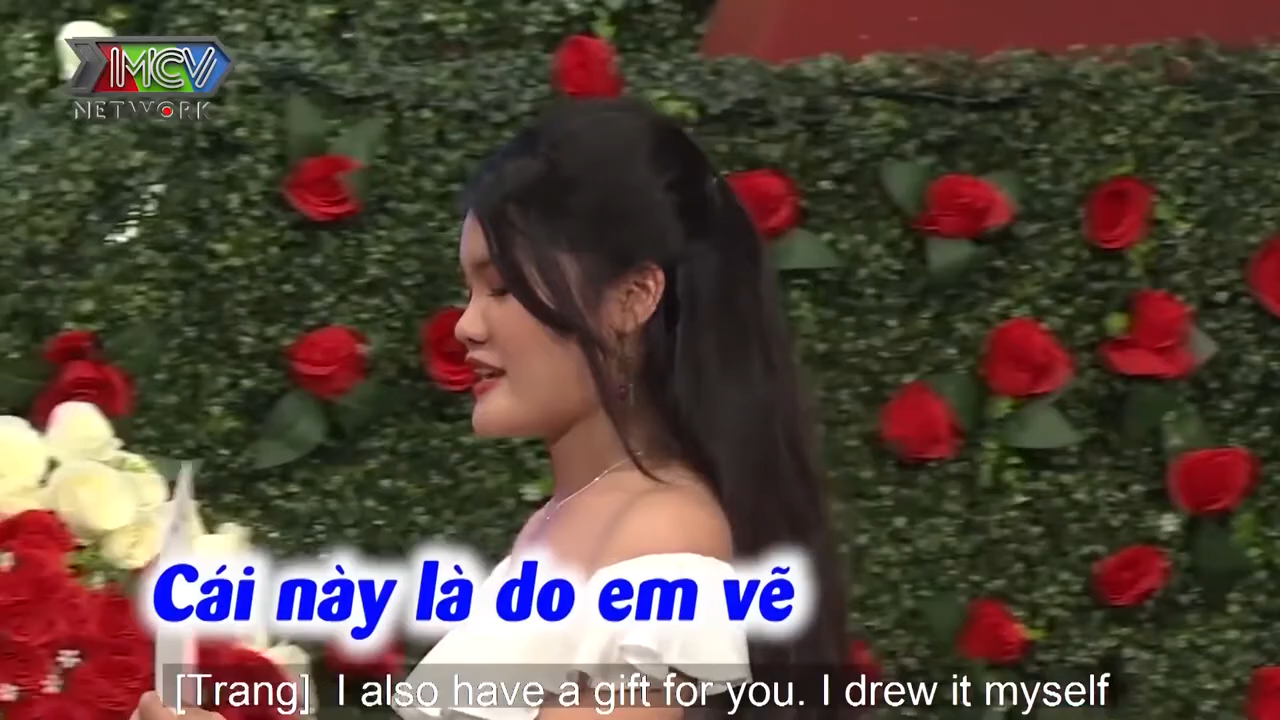 MCV
NETWORK
Cái này là do em vẽ
[Trang] I also have a gift for you. I drew it myself